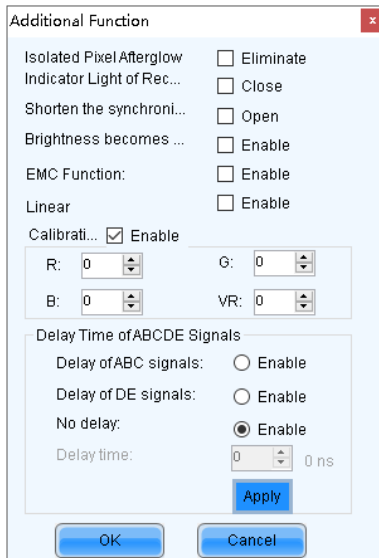 Additional Function x
Isolated Pixel Afterglow Eliminate
Indicator Light of Rec... Close
Shorten the synchroni... Open
Brightness becomes ... Enable
EMC Function: Enable
Linear Enable
Calibrati... Enable
R: 0 G: 0
B: 0 VR: 0
Delay Time of ABCDE Signals
Delay of ABC signals: Enable
Delay of DE signals: Enable
No delay: Enable
Delay time: 0 0 ns
Apply
OK Cancel